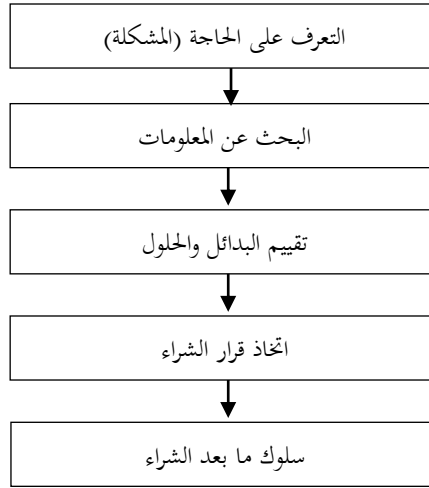 التعرف على الحاجة (المشكلة)
البحث عن المعلومات
تقييم البدائل والحلول
اتخاذ قرار الشراء
سلوك ما بعد الشراء